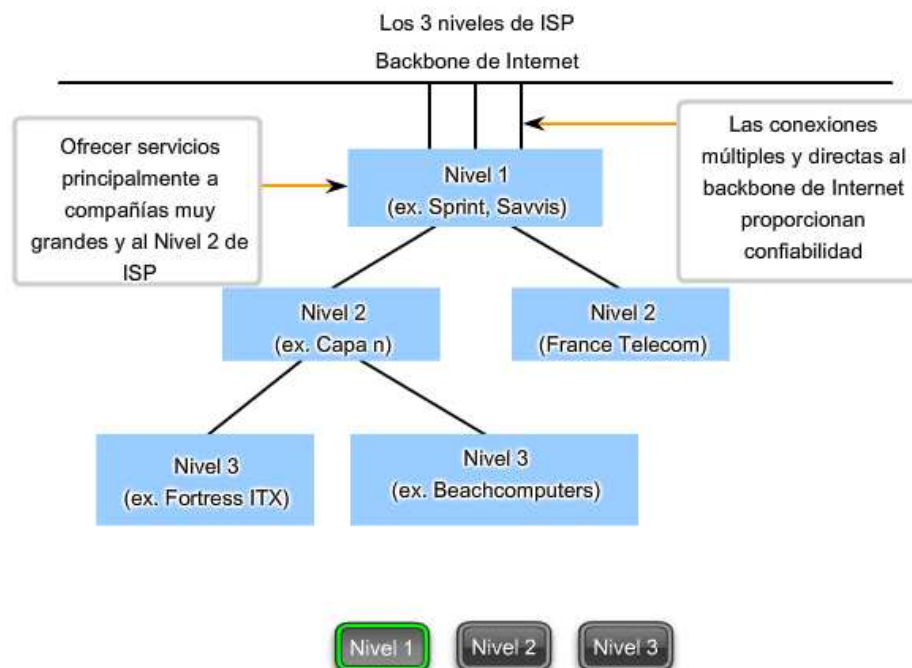 Los 3 niveles de ISP
Backbone de Internet
Ofrecer servicios
principalmente a
compañías muy
grandes y al Nivel 2 de
ISP
Las conexiones
múltiples y directas al
backbone de Internet
proporcionan
confiabilidad
Nivel 1
(ex. Sprint, Savvis)
Nivel 2
(ex. Capa n)
Nivel 2
(France Telecom)
Nivel 3
(ex. Fortress ITX)
Nivel 3
(ex. Beachcomputers)
Nivel 1
Nivel 2
Nivel 3